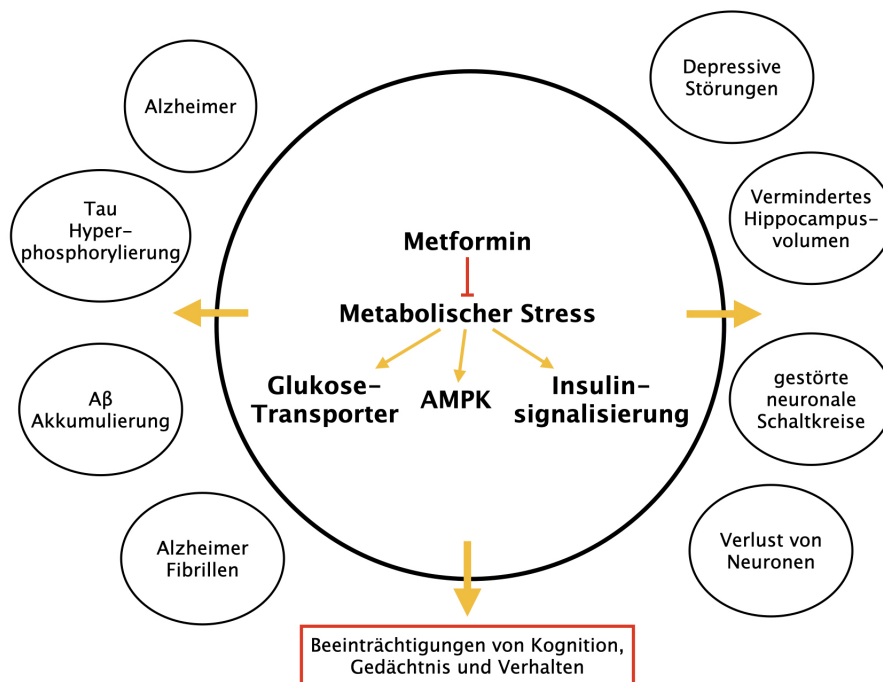 Alzheimer
Tau
Hyper-
phosphorylierung
Aβ
Akkumulierung
Alzheimer
Fibrillen
Metformin
Metabolischer Stress
Glukose-
Transporter
AMPK
Insulin-
signalisierung
Depressive
Störungen
Vermindertes
Hippocampus-
volumen
gestörte
neuronale
Schaltkreise
Verlust von
Neuronen
Beeinträchtigungen von Kognition,
Gedächtnis und Verhalten